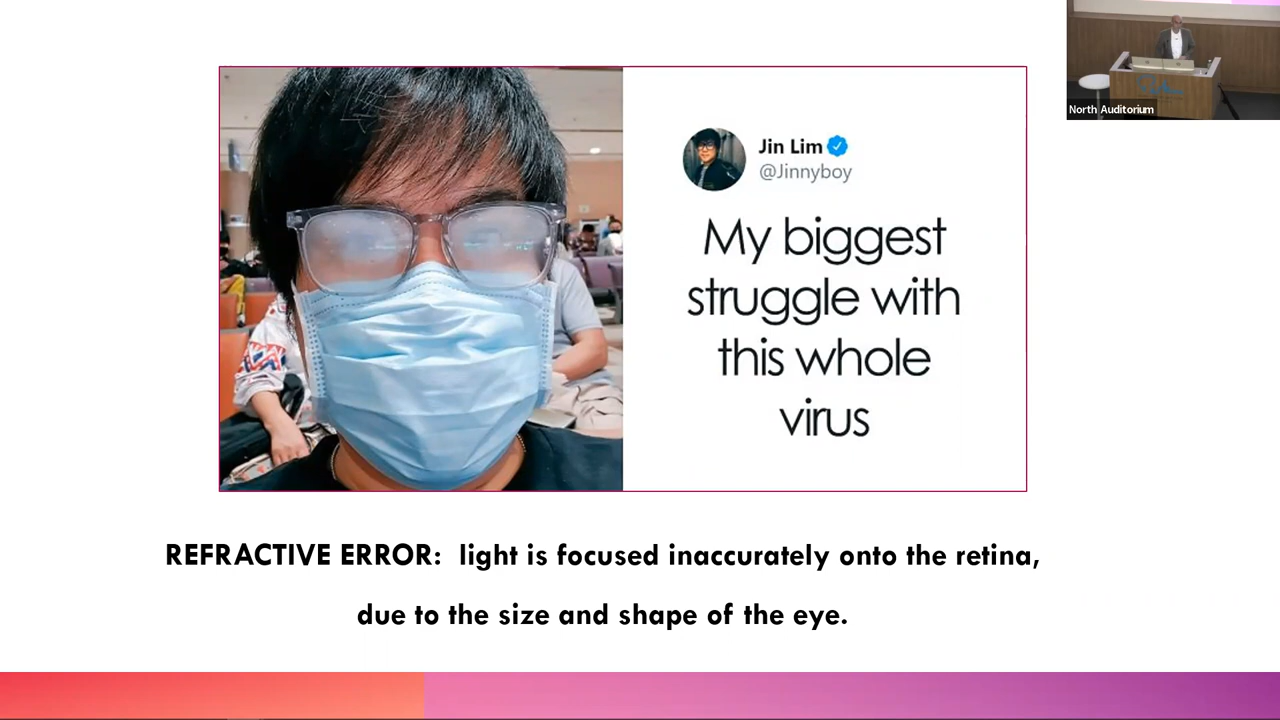 North Auditorium
Jin Lim
@Jinnyboy
My biggest
struggle with
this whole
virus
REFRACTIVE ERROR: light is focused inaccurately onto the retina,
due to the size and shape of the eye.